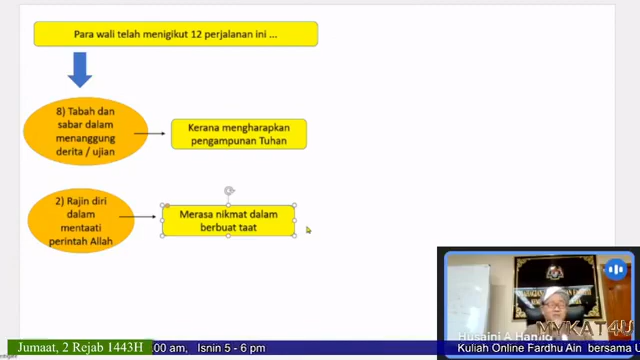 Para wali telah menigikut 12 perjalanan ini ...
8) Tabah dan
sabar dalam
menanggung
derita / ujian
Kerana mengharapkan
pengampunan Tuhan
2) Rajin diri
dalam
mentaati
perintah Allah
Merasa nikmat dalam
berbuat taat
Husaini A Hanip
MYKAT4U
Jumaat, 2 Rejab 1443H
:00 am, Isnin 5 - 6 pm
Kuliah Online Fardhu Ain bersama U